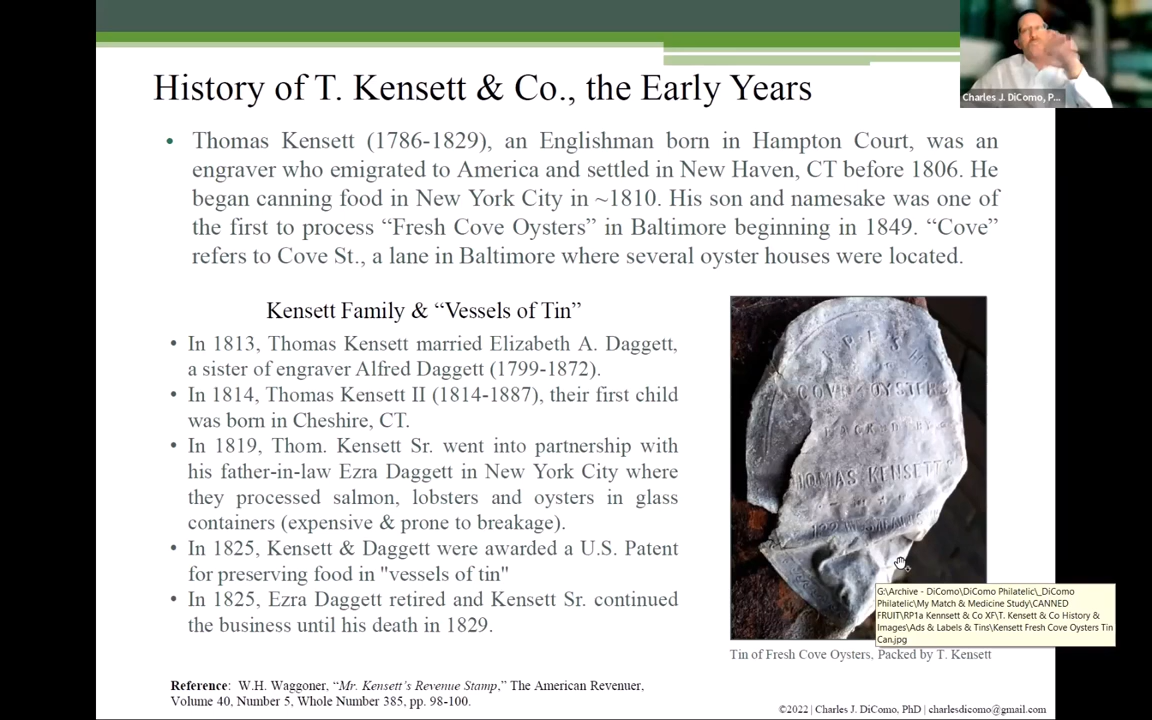 History of T. Kensett & Co., the Early Years
Charles J. DiComo, P...
• Thomas Kensett (1786-1829), an Englishman born in Hampton Court, was an
engraver who emigrated to America and settled in New Haven, CT before 1806. He
began canning food in New York City in ~1810. His son and namesake was one of
the first to process “Fresh Cove Oysters” in Baltimore beginning in 1849. “Cove”
refers to Cove St., a lane in Baltimore where several oyster houses were located.
Kensett Family & “Vessels of Tin”
• In 1813, Thomas Kensett married Elizabeth A. Daggett,
a sister of engraver Alfred Daggett (1799-1872).
• In 1814, Thomas Kensett II (1814-1887), their first child
was born in Cheshire, CT.
• In 1819, Thom. Kensett Sr. went into partnership with
his father-in-law Ezra Daggett in New York City where
they processed salmon, lobsters and oysters in glass
containers (expensive & prone to breakage).
• In 1825, Kensett & Daggett were awarded a U.S. Patent
for preserving food in "vessels of tin"
• In 1825, Ezra Daggett retired and Kensett Sr. continued
the business until his death in 1829.
COVE OYSTERS
PACKED BY
KENSETT
G:\Archive - DiComo\DiComo Philatelic\_DiComo
Philatelic\My Match & Medicine Study\CANNED
FRUIT\RP1a Kennsett & Co XF\T. Kensett & Co History &
Images\Ads & Labels & Tins\Kensett Fresh Cove Oysters Tin
Can.jpg
Tin of Fresh Cove Oysters, Packed by T. Kensett
Reference: W.H. Waggoner, “Mr. Kensett’s Revenue Stamp,” The American Revenuer,
Volume 40, Number 5, Whole Number 385, pp. 98-100.
©2022 | Charles J. DiComo, PhD | charlesdicomo@gmail.com